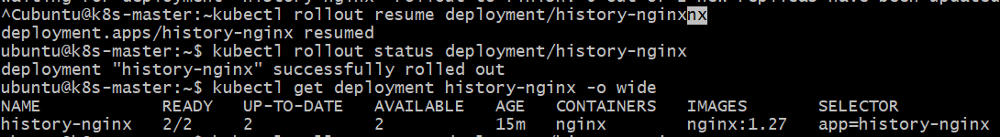 ^Cubuntu@k8s-master:~kubectl rollout resume deployment/history-nginxnx
deployment.apps/history-nginx resumed
ubuntu@k8s-master:~$ kubectl rollout status deployment/history-nginx
deployment "history-nginx" successfully rolled out
ubuntu@k8s-master:~$ kubectl get deployment history-nginx -o wide
NAME READY UP-TO-DATE AVAILABLE AGE CONTAINERS IMAGES SELECTOR
history-nginx 2/2 2 2 15m nginx nginx:1.27 app=history-nginx